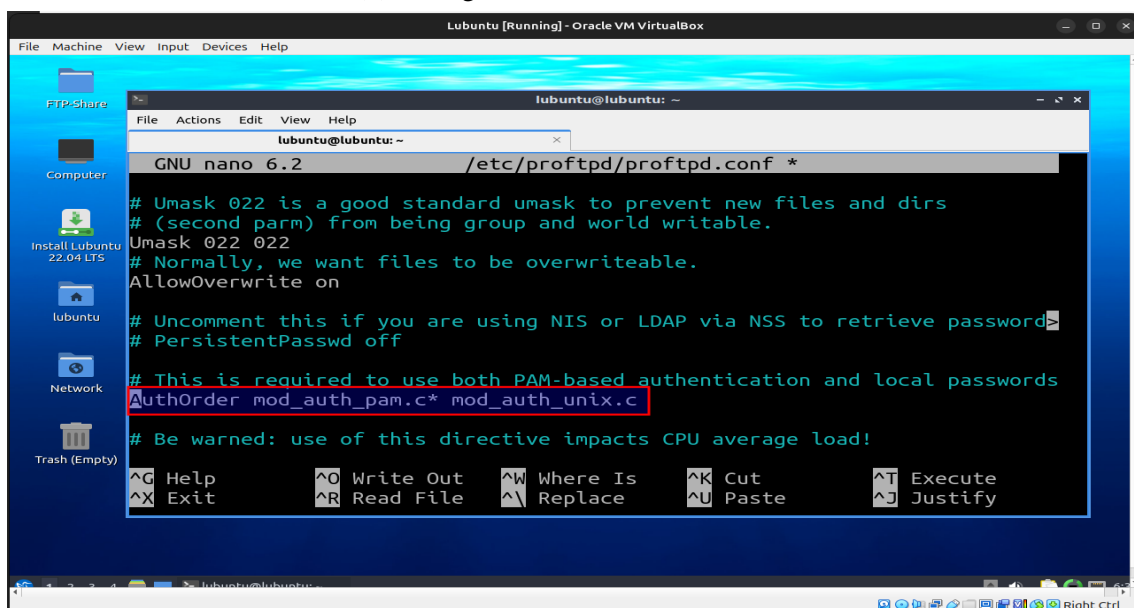 Lubuntu [Running] - Oracle VM VirtualBox
File Machine View Input Devices Help
FTP-Share
lubuntu@lubuntu: ~
File Actions Edit View Help
lubuntu@lubuntu: ~
GNU nano 6.2 /etc/proftpd/proftpd.conf *
Computer
# Umask 022 is a good standard umask to prevent new files and dirs
# (second parm) from being group and world writable.
Install Lubuntu 22.04 LTS
Umask 022 022
# Normally, we want files to be overwriteable.
AllowOverwrite on
lubuntu
# Uncomment this if you are using NIS or LDAP via NSS to retrieve password>
# PersistentPasswd off
Network
# This is required to use both PAM-based authentication and local passwords
AuthOrder mod_auth_pam.c* mod_auth_unix.c
# Be warned: use of this directive impacts CPU average load!
Trash (Empty)
^G Help ^O Write Out ^W Where Is ^K Cut ^T Execute
^X Exit ^R Read File ^\ Replace ^U Paste ^J Justify
1 2 3 4 lubuntu@lubuntu: ~
Right Ctrl